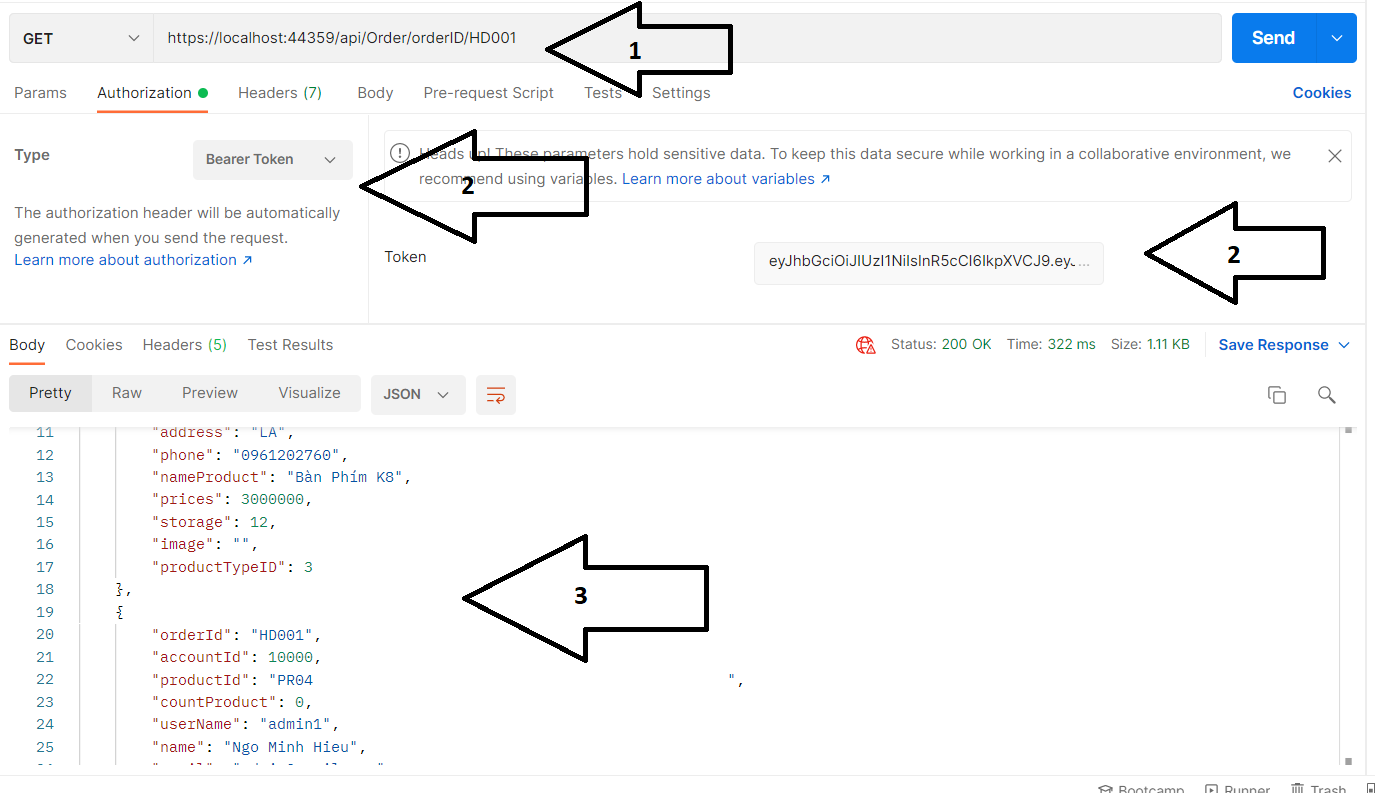 GET https://localhost:44359/api/Order/orderID/HD001 1 Send
Params Authorization Headers (7) Body Pre-request Script Tests Settings Cookies
Type Bearer Token
Heads up! These parameters hold sensitive data. To keep this data secure while working in a collaborative environment, we
recommend using variables. Learn more about variables ↗
2
The authorization header will be automatically
generated when you send the request.
Learn more about authorization ↗
Token 2
Body Cookies Headers (5) Test Results Status: 200 OK Time: 322 ms Size: 1.11 KB Save Response
Pretty Raw Preview Visualize JSON
11 "address": "LA",
12 "phone": "0961202760",
13 "nameProduct": "Bàn Phím K8",
14 "prices": 3000000,
15 "storage": 12,
16 "image": "",
17 "productTypeID": 3
18 },
3
19 {
20 "orderId": "HD001",
21 "accountId": 10000,
22 "productId": "PR04 ",
23 "countProduct": 0,
24 "userName": "admin1",
25 "name": "Ngo Minh Hieu",
Bootcamp Runner Trash